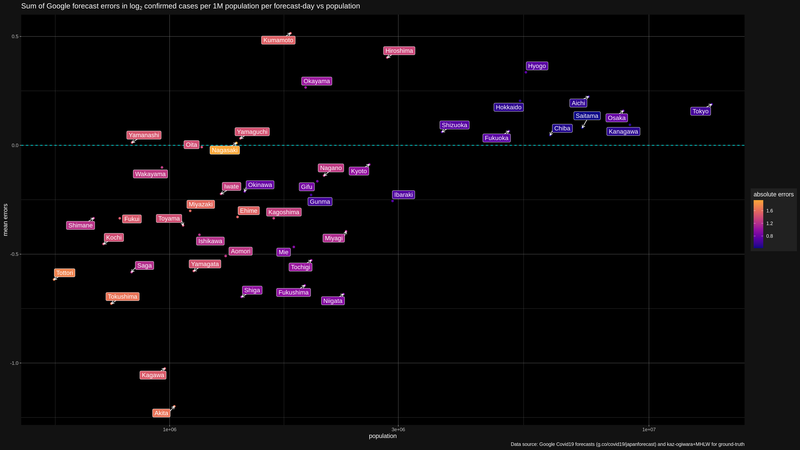 Sum of Google forecast errors in log2 confirmed cases per 1M population per forecast-day vs population
0.5
Kumamoto
Hiroshima
Hyogo
Okayama
Aichi
Hokkaido
Tokyo
Saitama
Osaka
Shizuoka
Chiba
Kanagawa
Yamanashi
Yamaguchi
Fukuoka
0.0
Oita
Nagasaki
Wakayama
Nagano
Kyoto
Iwate
Okinawa
Gifu
Ibaraki
Gunma
absolute errors
1.6
1.2
0.8
mean errors
Miyazaki
Ehime
Kagoshima
Shimane
Fukui
Toyama
Kochi
Ishikawa
Miyagi
Aomori
Mie
-0.5
Saga
Yamagata
Tochigi
Tottori
Tokushima
Shiga
Fukushima
Niigata
-1.0
Kagawa
Akita
1e+06
3e+06
1e+07
population
Data source: Google Covid19 forecasts (g.co/covid19/japanforecast) and kaz-ogiwara+MHLW for ground-truth